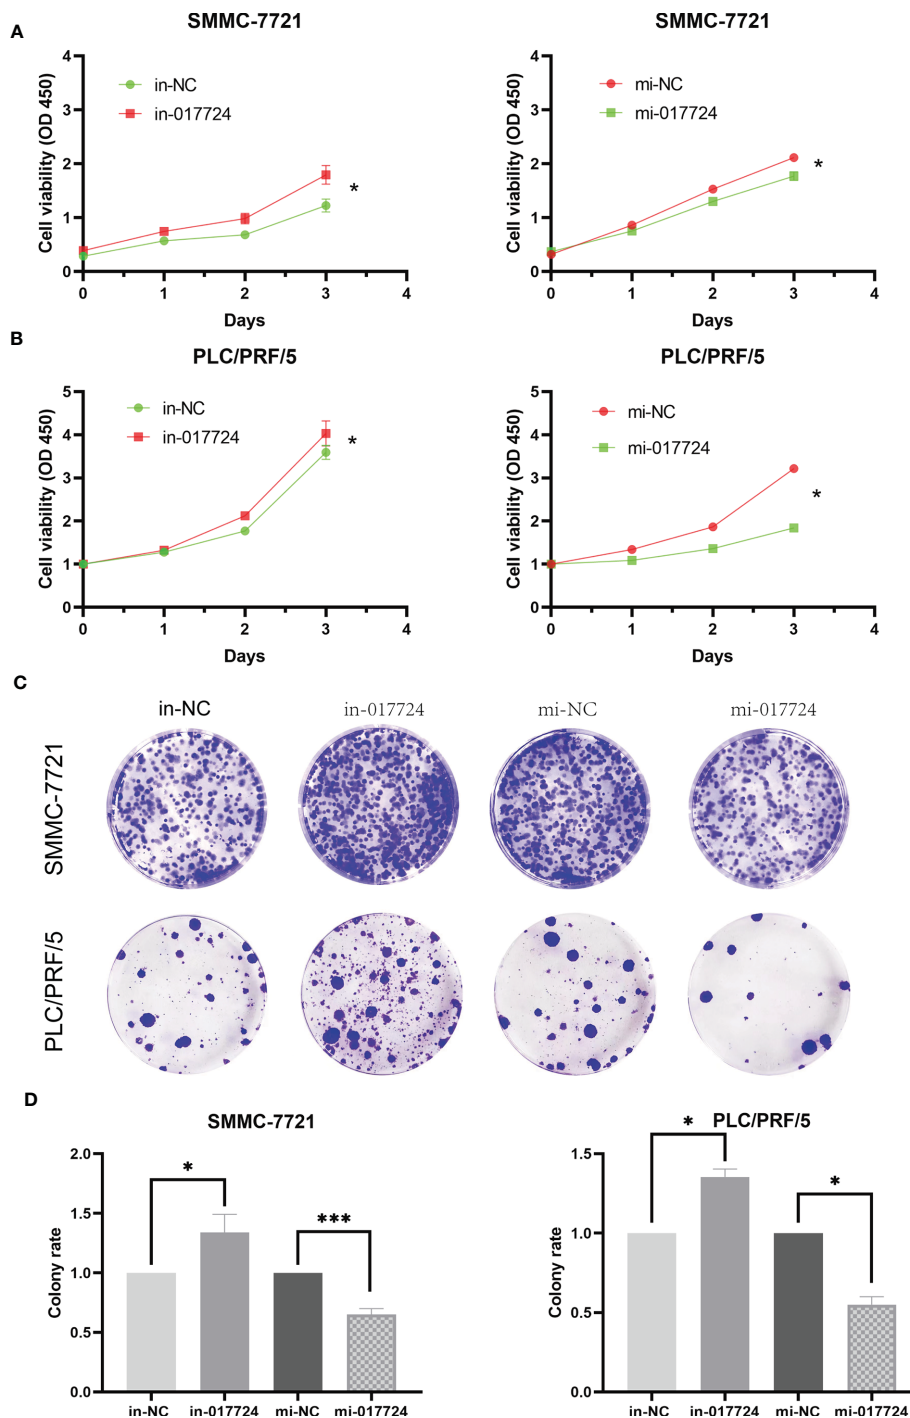 A
SMMC-7721
SMMC-7721
Cell viability (OD 450)
4
3
2
1
0
in-NC
in-017724
*
0 1 2 3 4
Days
Cell viability (OD 450)
4
3
2
1
0
mi-NC
mi-017724
*
0 1 2 3 4
Days
B
PLC/PRF/5
PLC/PRF/5
Cell viability (OD 450)
5
4
3
2
1
0
in-NC
in-017724
*
0 1 2 3 4
Days
Cell viability (OD 450)
5
4
3
2
1
0
mi-NC
mi-017724
*
0 1 2 3 4
Days
C
in-NC in-017724 mi-NC mi-017724
SMMC-7721
PLC/PRF/5
D
SMMC-7721
Colony rate
2.0
1.5
1.0
0.5
0.0
*
***
in-NC in-017724 mi-NC mi-017724
PLC/PRF/5
Colony rate
1.5
1.0
0.5
0.0
*
*
in-NC in-017724 mi-NC mi-017724